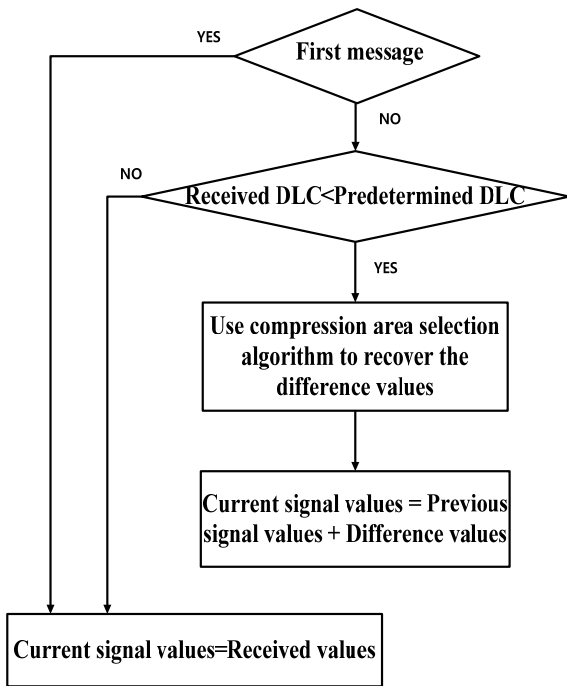 YES
First message
NO
NO
Received DLC<Predetermined DLC
YES
Use compression area selection
algorithm to recover the
difference values
Current signal values = Previous
signal values + Difference values
Current signal values=Received values